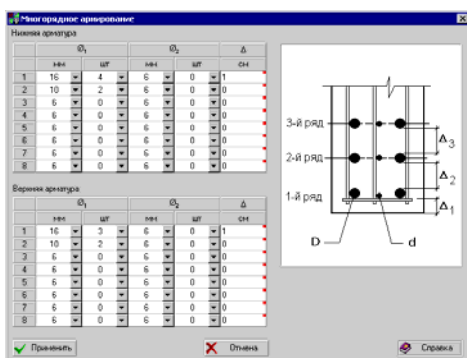 Многорядное армирование
Нижняя арматура
Ø1 Ø2 Δ
мм шт мм шт см
1 16 4 6 0 1
2 10 2 6 0 0
3 6 0 6 0 0
4 6 0 6 0 0
5 6 0 6 0 0
6 6 0 6 0 0
7 6 0 6 0 0
8 6 0 6 0 0
Верхняя арматура
Ø1 Ø2 Δ
мм шт мм шт см
1 16 3 6 0 1
2 10 2 6 0 0
3 6 0 6 0 0
4 6 0 6 0 0
5 6 0 6 0 0
6 6 0 6 0 0
7 6 0 6 0 0
8 6 0 6 0 0
3-й ряд
Δ3
2-й ряд
Δ2
1-й ряд
Δ1
D d
Применить Отмена Справка